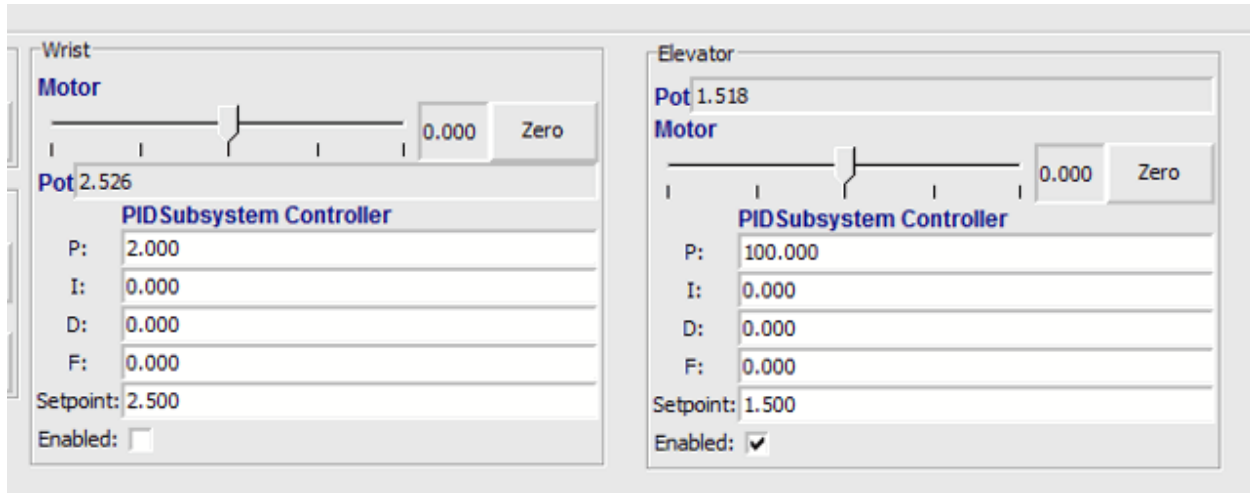 Wrist
Motor
0.000 Zero
Pot 2.526
PIDSubsystem Controller
P: 2.000
I: 0.000
D: 0.000
F: 0.000
Setpoint: 2.500
Enabled:
Elevator
Pot 1.518
Motor
0.000 Zero
PIDSubsystem Controller
P: 100.000
I: 0.000
D: 0.000
F: 0.000
Setpoint: 1.500
Enabled: